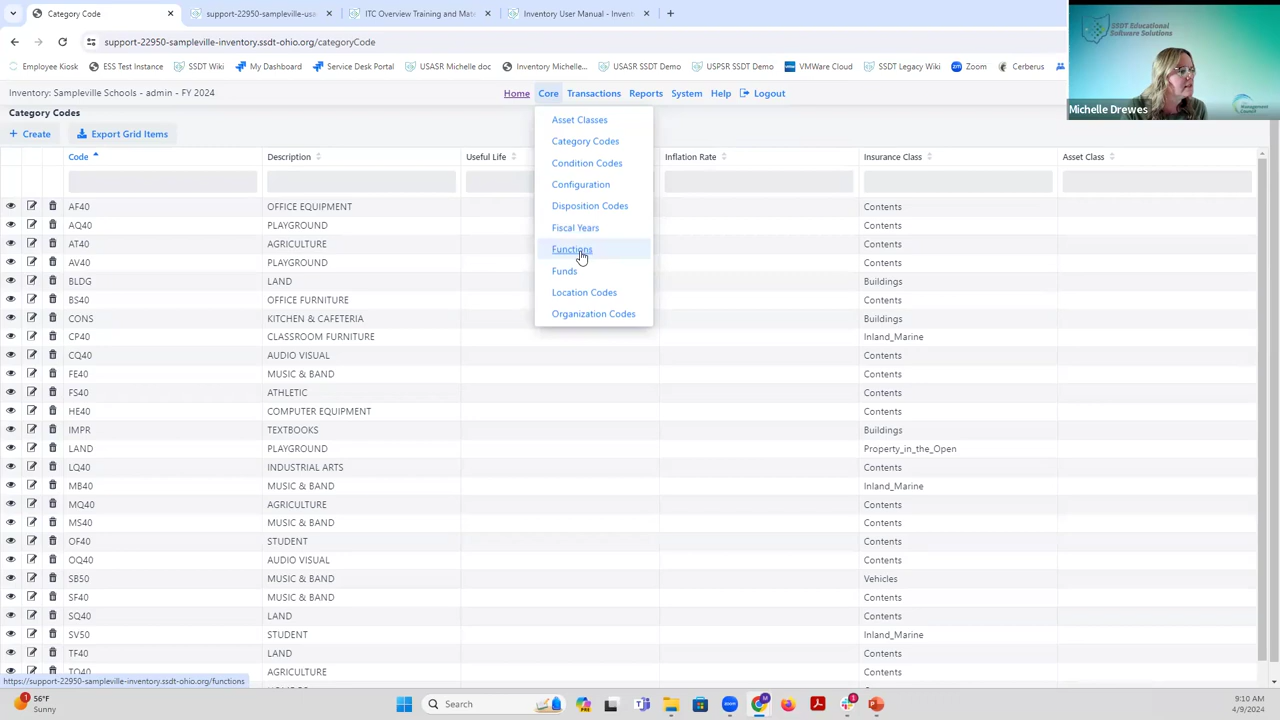 Category Code
support-22950-sampleville-use
ITC Overview Training and Mate
Inventory User Manual - Invent
support-22950-sampleville-inventory.ssdt-ohio.org/categoryCode
Employee Kiosk
ESS Test Instance
SSDT Wiki
My Dashboard
Service Desk Portal
USASR Michelle doc
Inventory Michelle...
USASR SSDT Demo
USPSR SSDT Demo
VMWare Cloud
SSDT Legacy Wiki
Zoom
Cerberus
SSDT Educational
Software Solutions
Michelle Drewes
Inventory: Sampleville Schools - admin - FY 2024
Home Core Transactions Reports System Help Logout
Category Codes
Create Export Grid Items
Asset Classes
Category Codes
Condition Codes
Configuration
Disposition Codes
Fiscal Years
Functions
Funds
Location Codes
Organization Codes
Code Description Useful Life Inflation Rate Insurance Class Asset Class
AF40 OFFICE EQUIPMENT Contents
AQ40 PLAYGROUND Contents
AT40 AGRICULTURE Contents
AV40 PLAYGROUND Contents
BLDG LAND Buildings
BS40 OFFICE FURNITURE Contents
CONS KITCHEN & CAFETERIA Buildings
CP40 CLASSROOM FURNITURE Inland_Marine
CQ40 AUDIO VISUAL Contents
FE40 MUSIC & BAND Contents
FS40 ATHLETIC Contents
HE40 COMPUTER EQUIPMENT Contents
IMPR TEXTBOOKS Buildings
LAND PLAYGROUND Property_in_the_Open
LQ40 INDUSTRIAL ARTS Contents
MB40 MUSIC & BAND Inland_Marine
MQ40 AGRICULTURE Contents
MS40 MUSIC & BAND Contents
OF40 STUDENT Contents
OQ40 AUDIO VISUAL Contents
SB50 MUSIC & BAND Vehicles
SF40 MUSIC & BAND Contents
SQ40 LAND Contents
SV50 STUDENT Inland_Marine
TF40 LAND Contents
TQ40 AGRICULTURE Contents
https://support-22950-sampleville-inventory.ssdt-ohio.org/functions
56°F
Sunny
Search
9:10 AM
4/9/2024